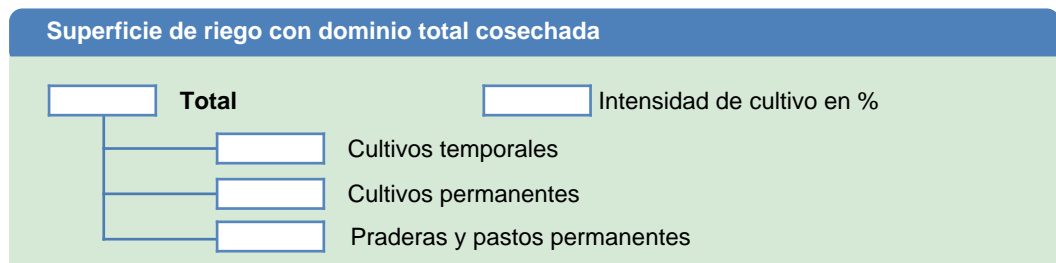 Superficie de riego con dominio total cosechada
Total
Intensidad de cultivo en %
Cultivos temporales
Cultivos permanentes
Praderas y pastos permanentes